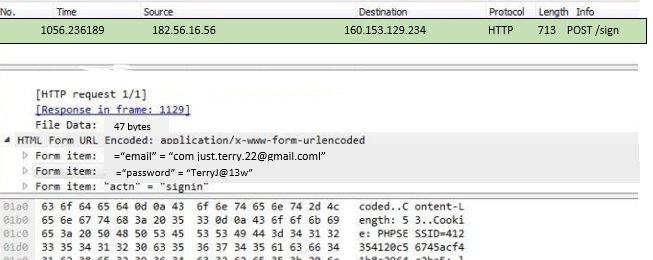 No. Time Source Destination Protocol Length Info
1056.236189 182.56.16.56 160.153.129.234 HTTP 713 POST /sign
[HTTP request 1/1]
[Response in frame: 1129]
File Data: 47 bytes
HTML Form URL Encoded: application/x-www-form-urlencoded
Form item: =“email” = “com just.terry.22@gmail.coml”
Form item: =“password” = “TerryJ@13w”
Form item: "actn" = "signin"
01a0 63 6f 64 65 64 0d 0a 43 6f 6e 74 65 6e 74 2d 4c coded..C ontent-L
01b0 65 6e 67 74 68 3a 20 35 33 0d 0a 43 6f 6f 6b 69 ength: 5 3..Cooki
01c0 65 3a 20 50 48 50 53 45 53 53 49 44 3d 34 31 32 e: PHPSE SSID=412
01d0 33 35 34 31 32 30 63 35 36 37 34 35 61 63 66 34 354120c5 6745acf4